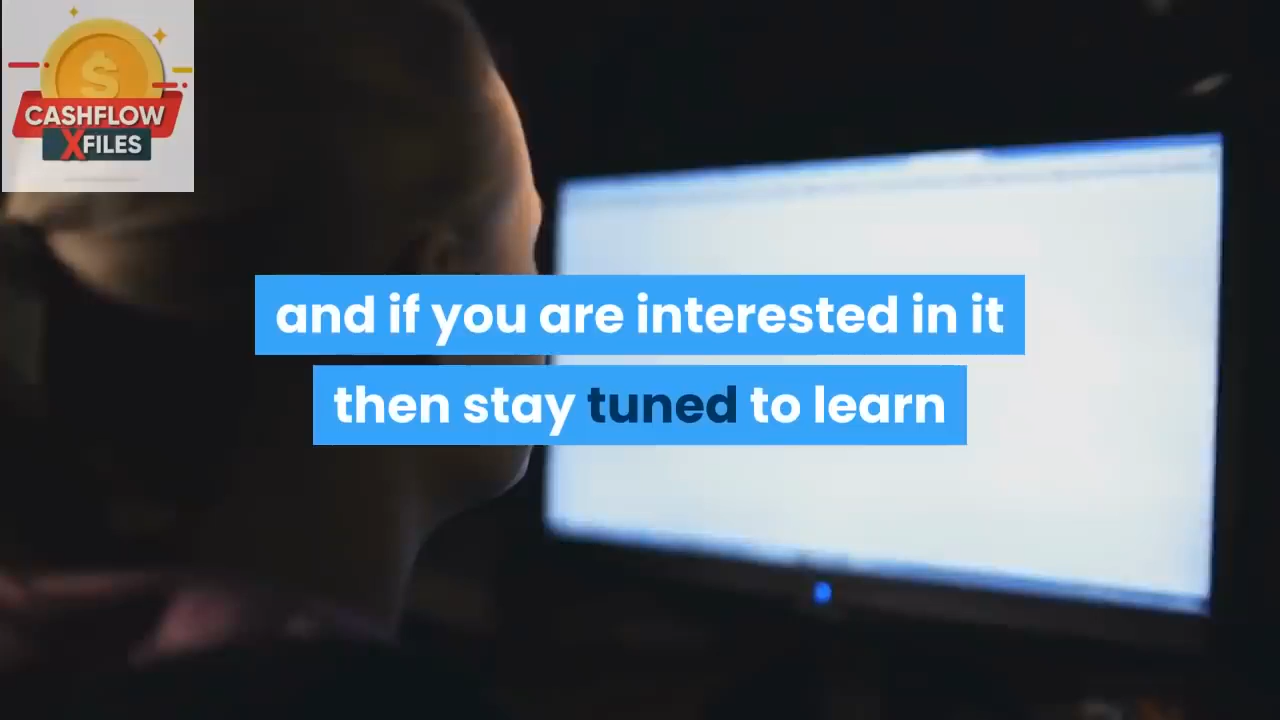 $
CASHFLOW
XFILES
and if you are interested in it
then stay tuned to learn